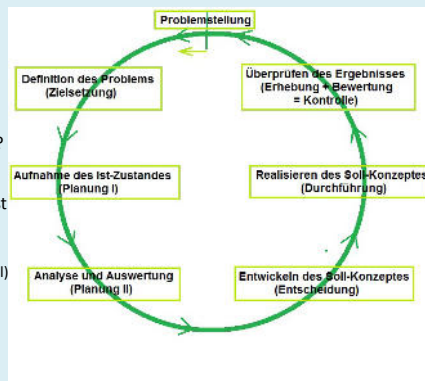 Problemstellung
Definition des Problems
(Zielsetzung)
Überprüfen des Ergebnisses
(Erhebung + Bewertung
= Kontrolle)
Aufnahme des Ist-Zustandes
(Planung I)
Realisieren des Soll-Konzeptes
(Durchführung)
Analyse und Auswertung
(Planung II)
Entwickeln des Soll-Konzeptes
(Entscheidung)